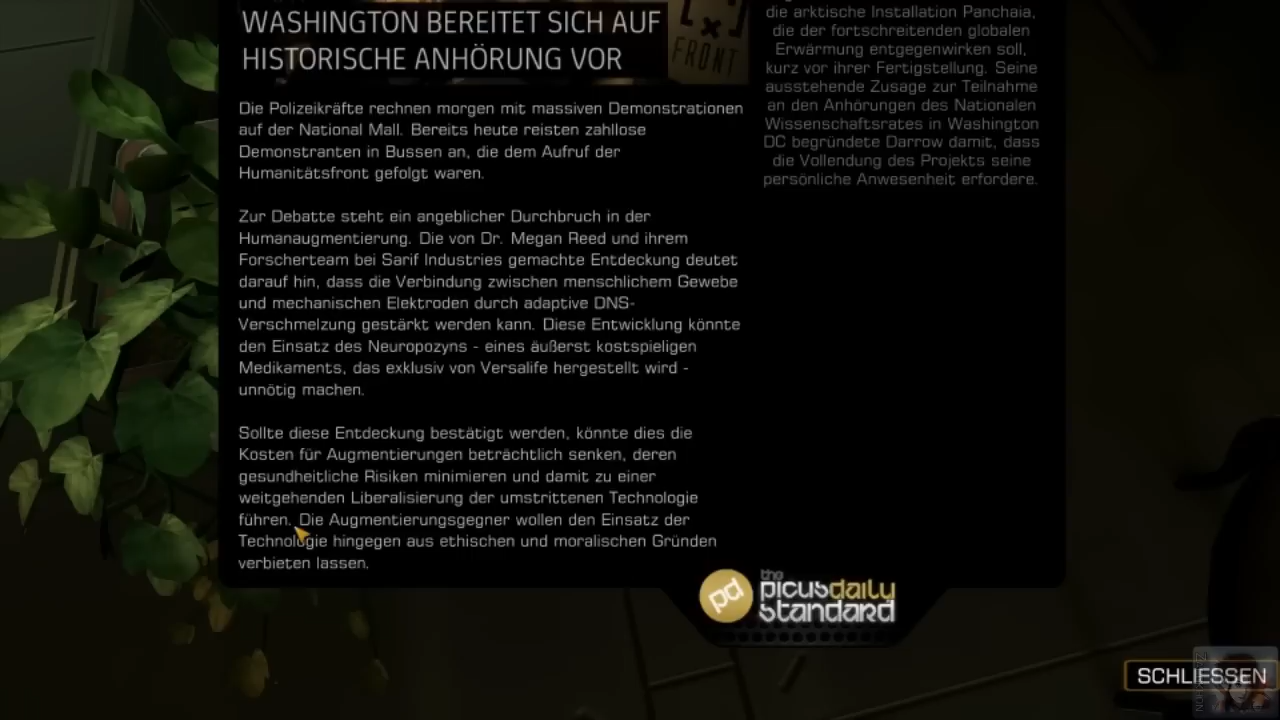 WASHINGTON BEREITET SICH AUF
HISTORISCHE ANHÖRUNG VOR
FRONT
Die Polizeikräfte rechnen morgen mit massiven Demonstrationen
auf der National Mall. Bereits heute reisten zahllose
Demonstranten in Bussen an, die dem Aufruf der
Humanitätsfront gefolgt waren.
Zur Debatte steht ein angeblicher Durchbruch in der
Humanaugmentierung. Die von Dr. Megan Reed und ihrem
Forscherteam bei Sarif Industries gemachte Entdeckung deutet
darauf hin, dass die Verbindung zwischen menschlichem Gewebe
und mechanischen Elektroden durch adaptive DNS-
Verschmelzung gestärkt werden kann. Diese Entwicklung könnte
den Einsatz des Neuropozyns - eines äußerst kostspieligen
Medikaments, das exklusiv von Versalife hergestellt wird -
unnötig machen.
Sollte diese Entdeckung bestätigt werden, könnte dies die
Kosten für Augmentierungen beträchtlich senken, deren
gesundheitliche Risiken minimieren und damit zu einer
weitgehenden Liberalisierung der umstrittenen Technologie
führen. Die Augmentierungsgegner wollen den Einsatz der
Technologie hingegen aus ethischen und moralischen Gründen
verbieten lassen.
die arktische Installation Panchaia,
die der fortschreitenden globalen
Erwärmung entgegenwirken soll,
kurz vor ihrer Fertigstellung. Seine
ausstehende Zusage zur Teilnahme
an den Anhörungen des Nationalen
Wissenschaftsrates in Washington
DC begründete Darrow damit, dass
die Vollendung des Projekts seine
persönliche Anwesenheit erfordere.
pd
the
picusdaily
standard
SCHLIESSEN